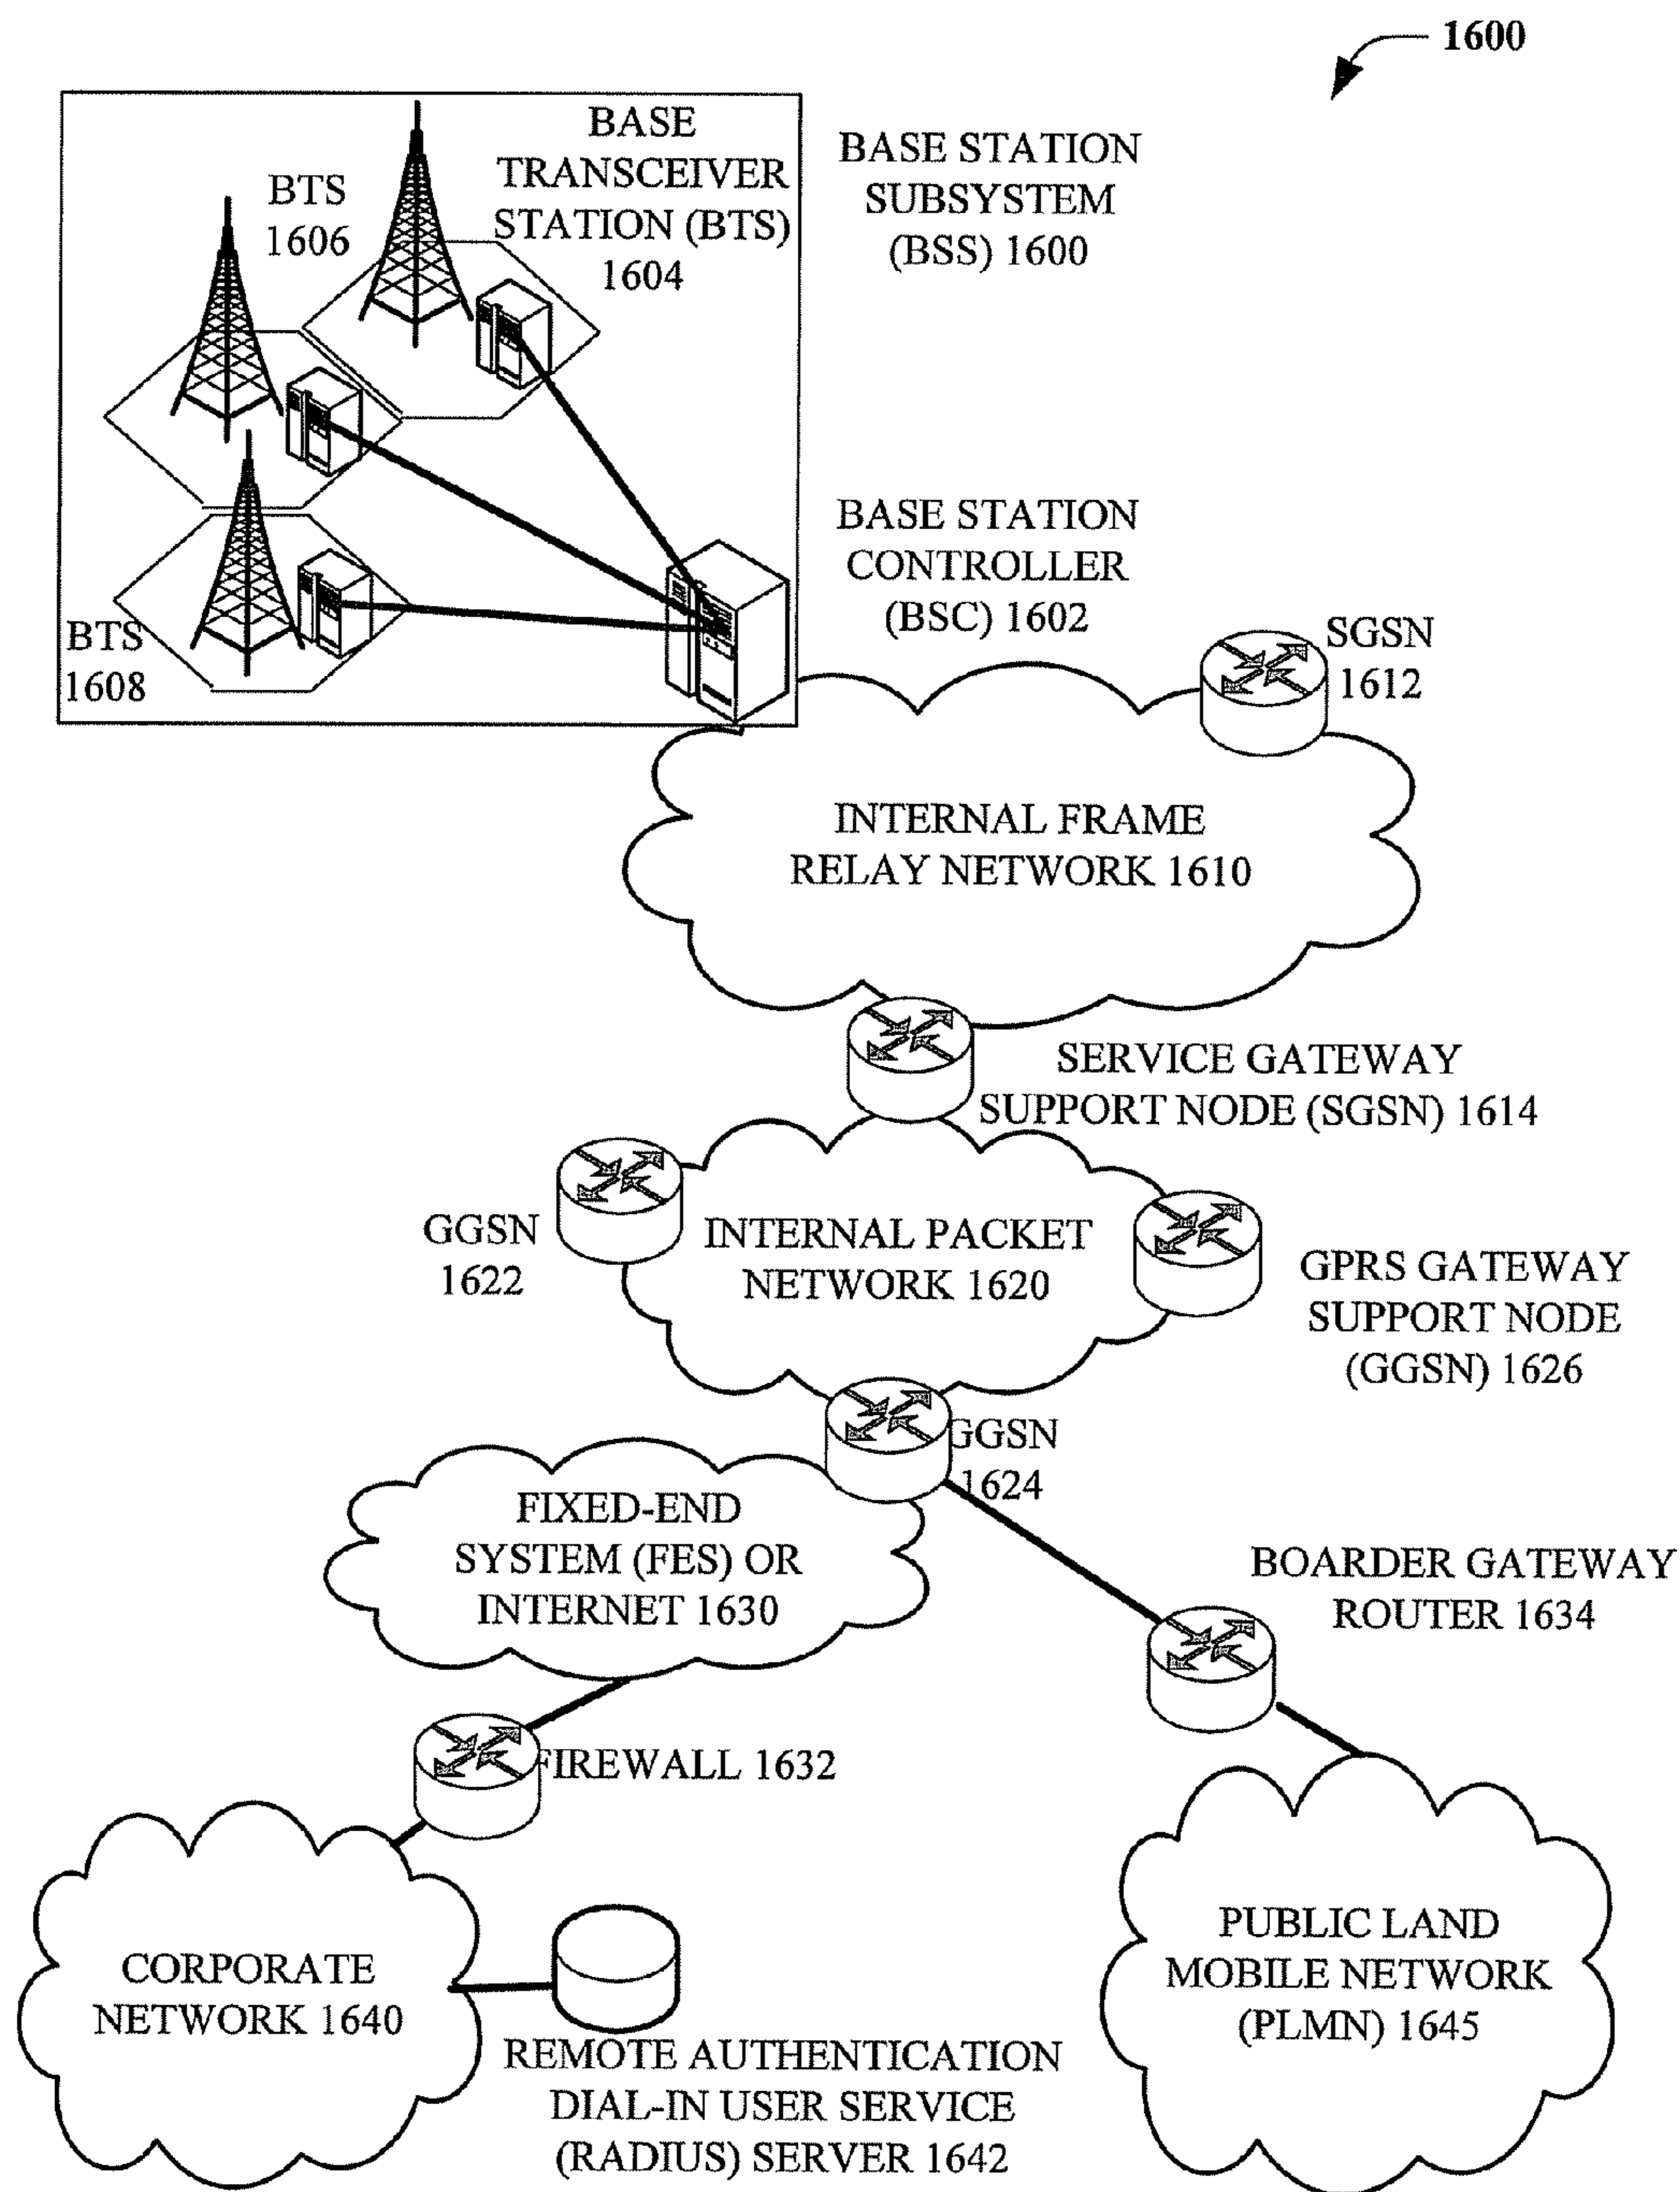 1600
BASE
TRANSCEIVER
STATION (BTS)
1604
BTS
1606
BASE STATION
SUBSYSTEM
(BSS) 1600
BASE STATION
CONTROLLER
(BSC) 1602
BTS
1608
SGSN
1612
INTERNAL FRAME
RELAY NETWORK 1610
SERVICE GATEWAY
SUPPORT NODE (SGSN) 1614
GGSN
1622
INTERNAL PACKET
NETWORK 1620
GPRS GATEWAY
SUPPORT NODE
(GGSN) 1626
GGSN
1624
FIXED-END
SYSTEM (FES) OR
INTERNET 1630
BOARDER GATEWAY
ROUTER 1634
FIREWALL 1632
CORPORATE
NETWORK 1640
PUBLIC LAND
MOBILE NETWORK
(PLMN) 1645
REMOTE AUTHENTICATION
DIAL-IN USER SERVICE
(RADIUS) SERVER 1642